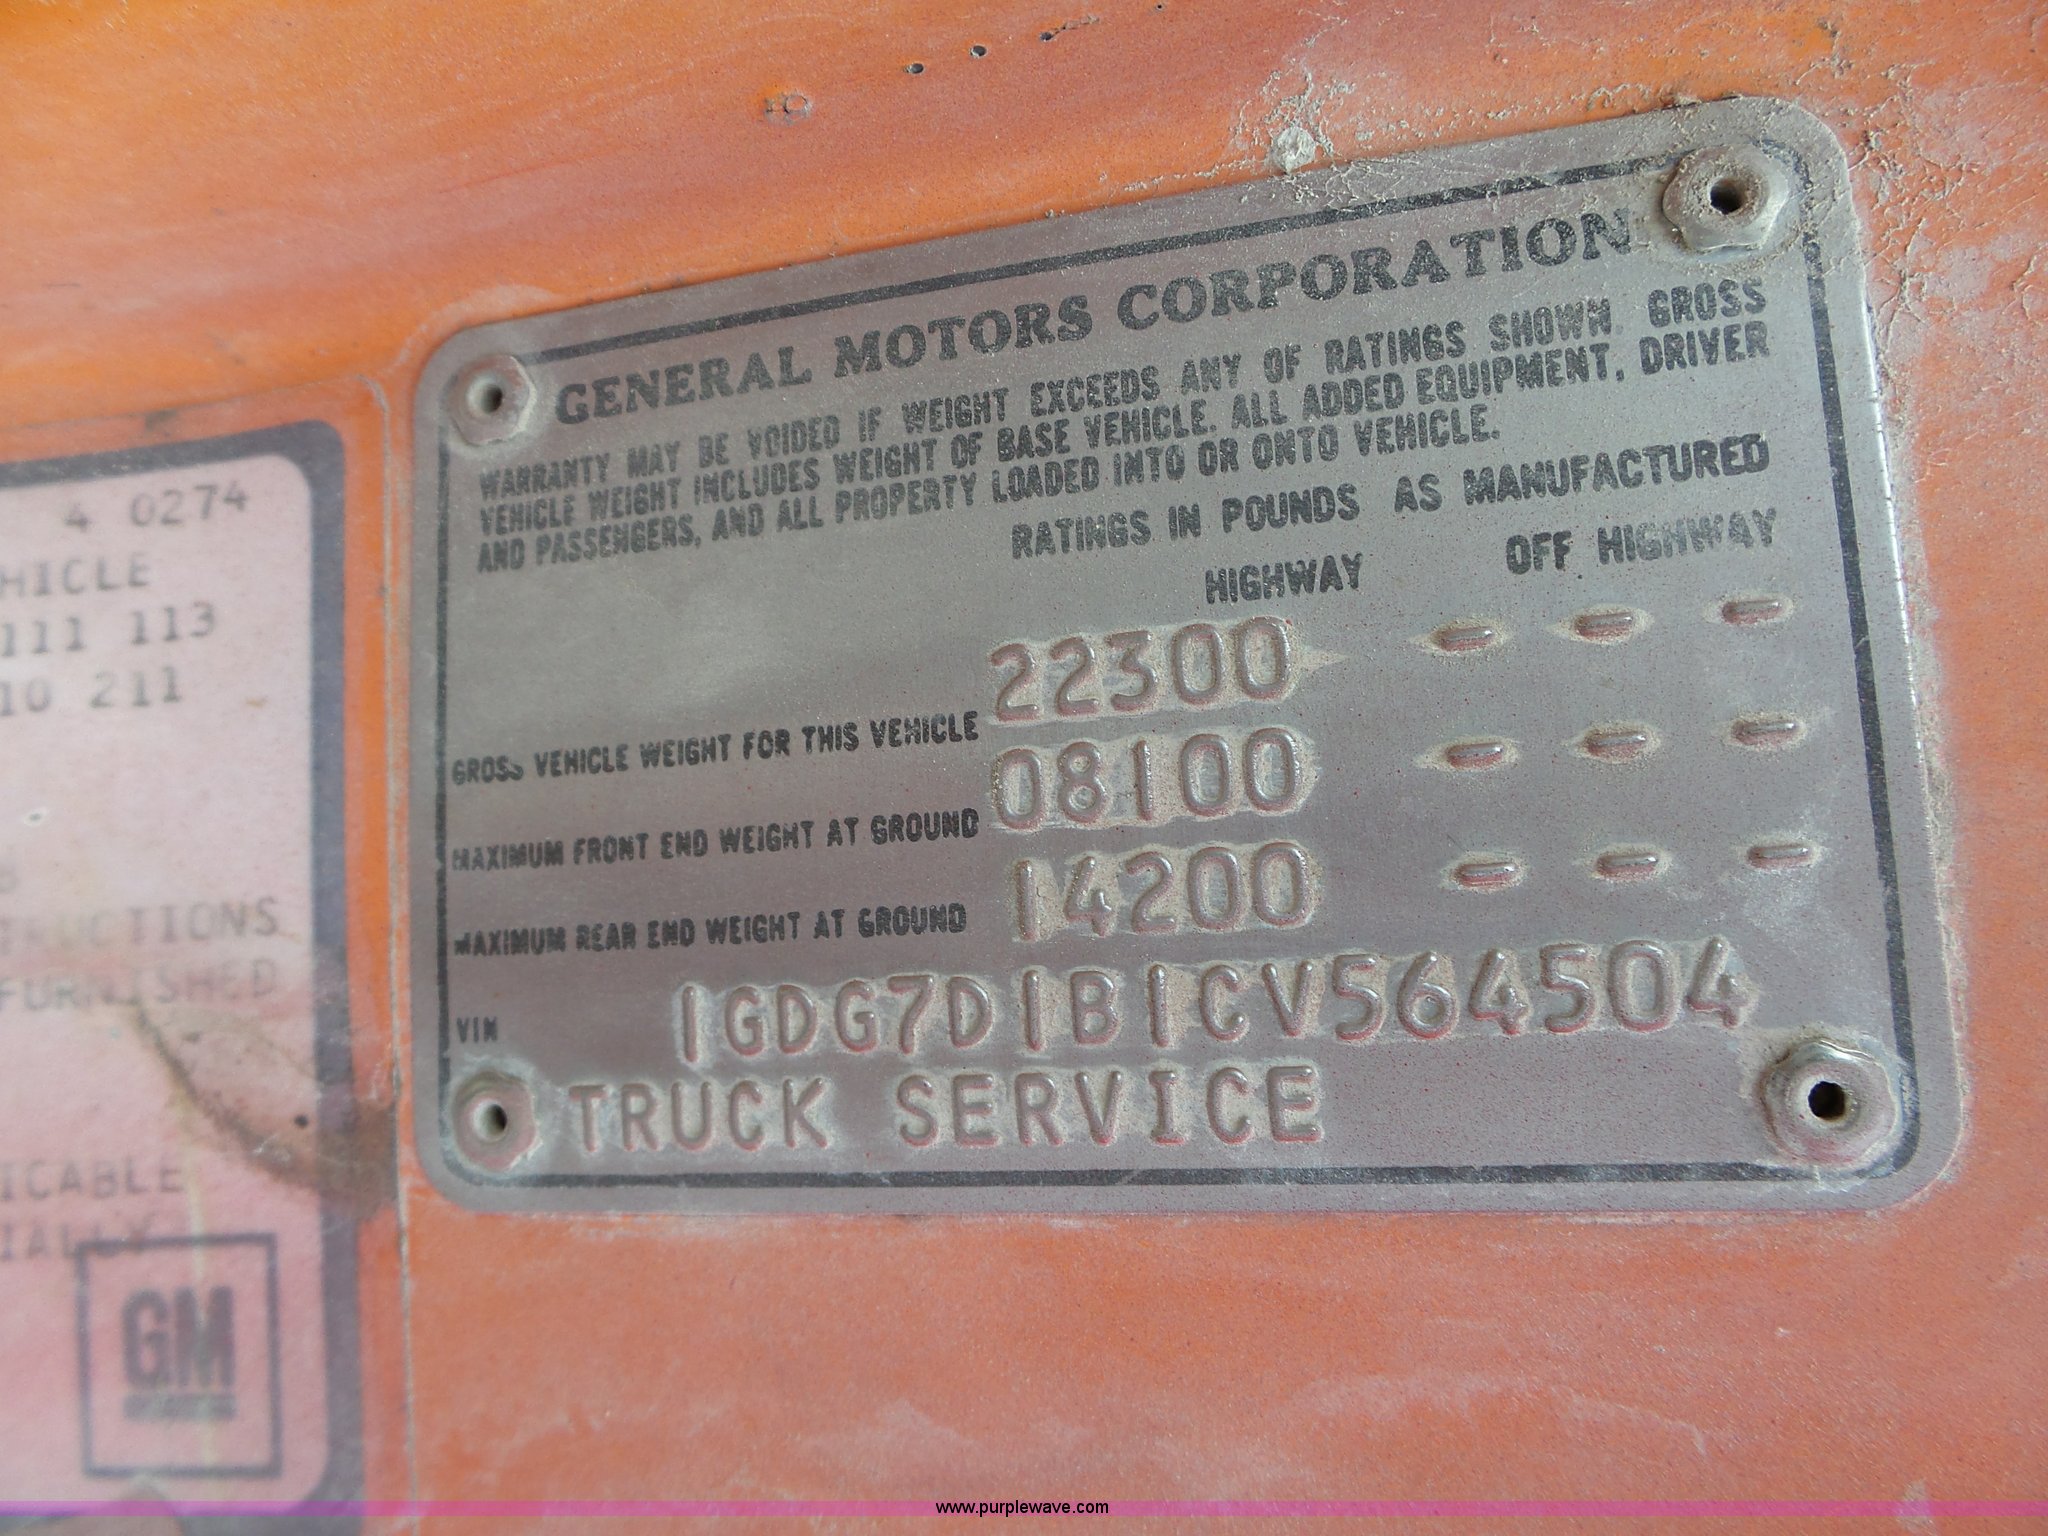 GENERAL MOTORS CORPORATION
WARRANTY MAY BE VOIDED IF WEIGHT EXCEEDS ANY OF RATINGS SHOWN. GROSS
VEHICLE WEIGHT INCLUDES WEIGHT OF BASE VEHICLE. ALL ADDED EQUIPMENT, DRIVER
AND PASSENGERS, AND ALL PROPERTY LOADED INTO OR ONTO VEHICLE.
RATINGS IN POUNDS AS MANUFACTURED
HIGHWAY OFF HIGHWAY
GROSS VEHICLE WEIGHT FOR THIS VEHICLE 22300 - - -
MAXIMUM FRONT END WEIGHT AT GROUND 08100 - - -
MAXIMUM REAR END WEIGHT AT GROUND 14200 - - -
VIN 1GDG7D1B1CV564504
TRUCK SERVICE
4 0274
HICLE
111 113
10 211
TRUCTIONS
FURNISHED
ICABLE
IALLY
GM
www.purplewave.com